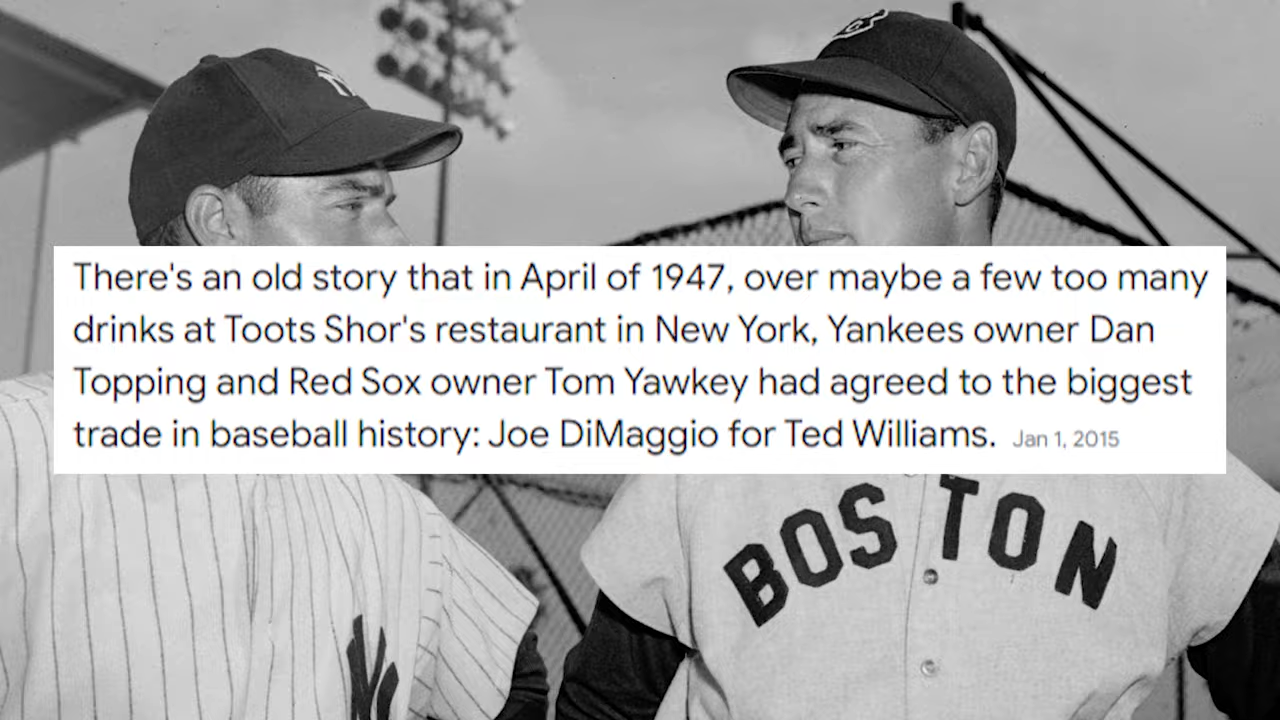 There's an old story that in April of 1947, over maybe a few too many
drinks at Toots Shor's restaurant in New York, Yankees owner Dan
Topping and Red Sox owner Tom Yawkey had agreed to the biggest
trade in baseball history: Joe DiMaggio for Ted Williams. Jan 1, 2015
BOSTON